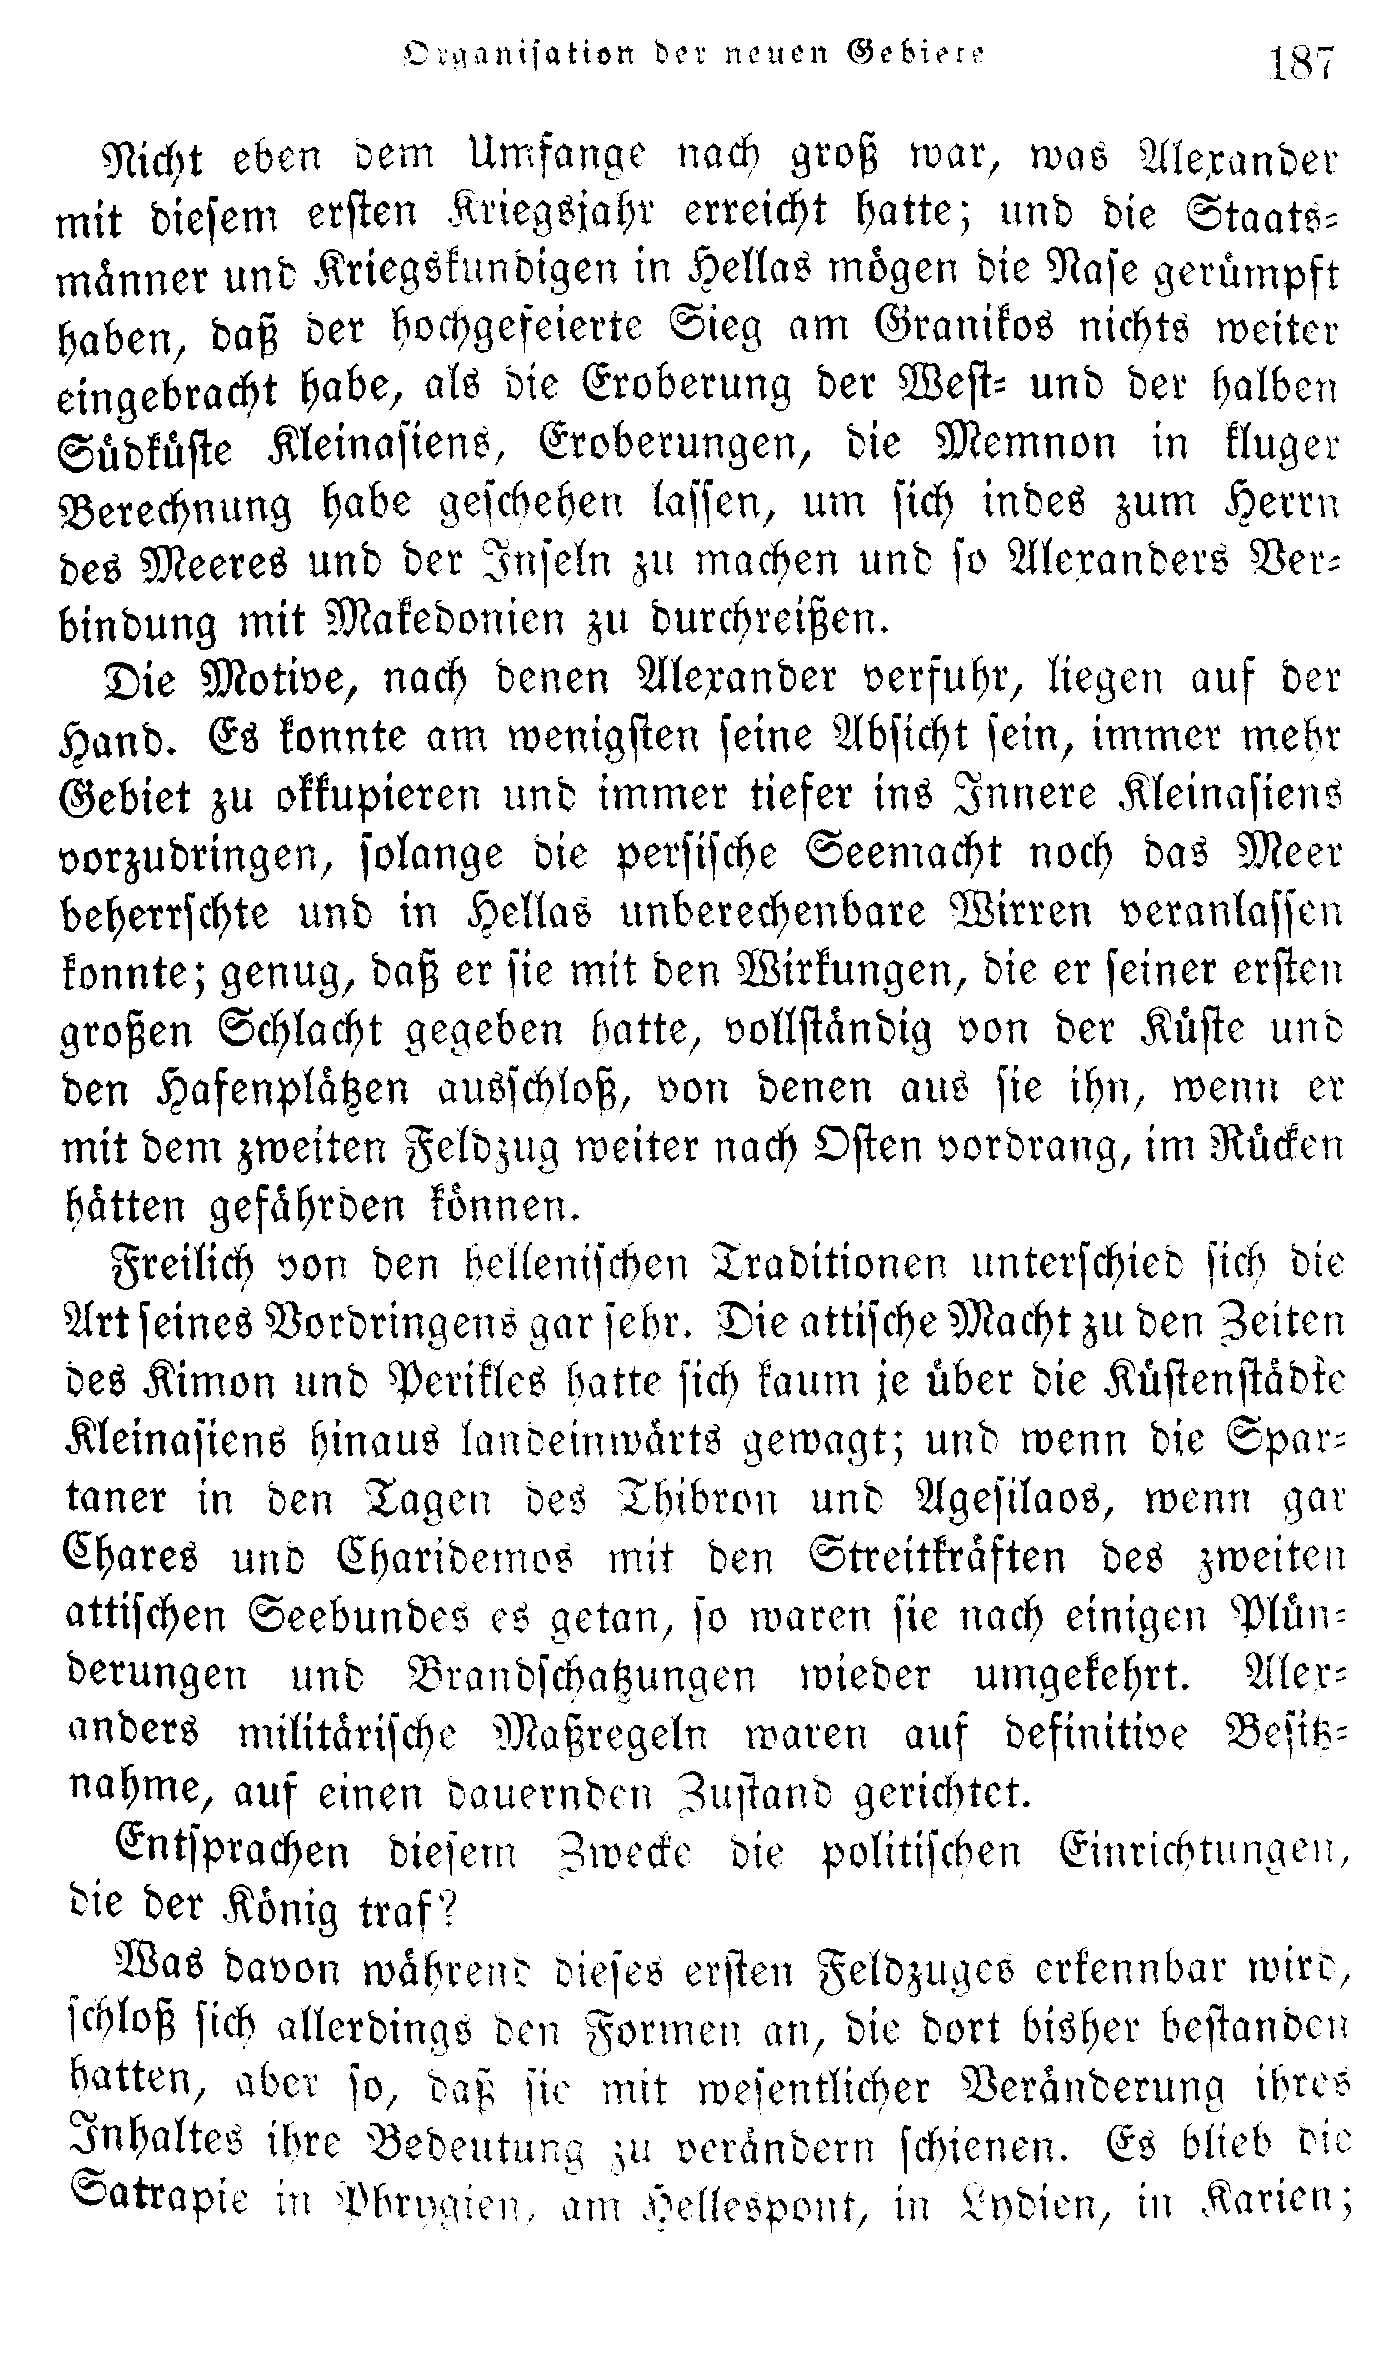 Organisation der neuen Gebiete 187
Nicht eben dem Umfange nach groß war, was Alexander
mit diesem ersten Kriegsjahr erreicht hatte; und die Staats-
männer und Kriegskundigen in Hellas mögen die Nase gerümpft
haben, daß der hochgefeierte Sieg am Granikos nichts weiter
eingebracht habe, als die Eroberung der West- und der halben
Südküste Kleinasiens, Eroberungen, die Memnon in kluger
Berechnung habe geschehen lassen, um sich indes zum Herrn
des Meeres und der Inseln zu machen und so Alexanders Ver-
bindung mit Makedonien zu durchreißen.
Die Motive, nach denen Alexander verfuhr, liegen auf der
Hand. Es konnte am wenigsten seine Absicht sein, immer mehr
Gebiet zu okkupieren und immer tiefer ins Innere Kleinasiens
vorzudringen, solange die persische Seemacht noch das Meer
beherrschte und in Hellas unberechenbare Wirren veranlassen
konnte; genug, daß er sie mit den Wirkungen, die er seiner ersten
großen Schlacht gegeben hatte, vollständig von der Küste und
den Hafenplätzen ausschloß, von denen aus sie ihn, wenn er
mit dem zweiten Feldzug weiter nach Osten vordrang, im Rücken
hätten gefährden können.
Freilich von den hellenischen Traditionen unterschied sich die
Art seines Vordringens gar sehr. Die attische Macht zu den Zeiten
des Kimon und Perikles hatte sich kaum je über die Küstenstädte
Kleinasiens hinaus landeinwärts gewagt; und wenn die Spar-
taner in den Tagen des Thibron und Agesilaos, wenn gar
Chares und Charidemos mit den Streitkräften des zweiten
attischen Seebundes es getan, so waren sie nach einigen Plün-
derungen und Brandschatzungen wieder umgekehrt. Alex-
anders militärische Maßregeln waren auf definitive Besitz-
nahme, auf einen dauernden Zustand gerichtet.
Entsprachen diesem Zwecke die politischen Einrichtungen,
die der König traf?
Was davon während dieses ersten Feldzuges erkennbar wird,
schloß sich allerdings den Formen an, die dort bisher bestanden
hatten, aber so, daß sie mit wesentlicher Veränderung ihres
Inhaltes ihre Bedeutung zu verändern schienen. Es blieb die
Satrapie in Phrygien, am Hellespont, in Lydien, in Karien;